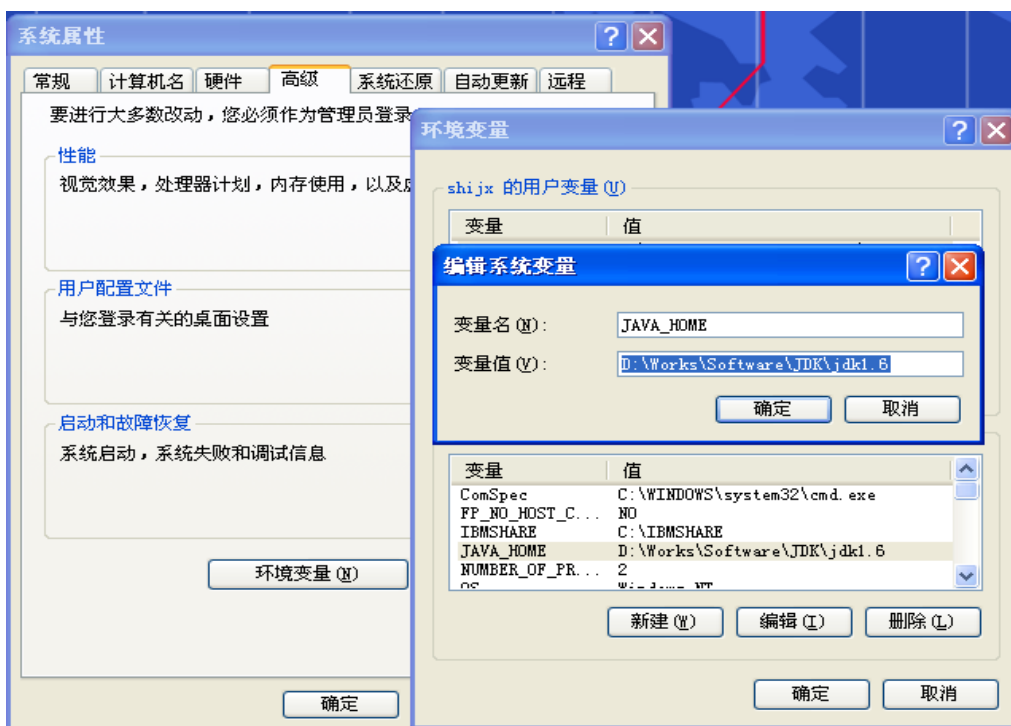 系统属性
常规 计算机名 硬件 高级 系统还原 自动更新 远程
要进行大多数改动，您必须作为管理员登录
性能
视觉效果，处理器计划，内存使用，以及
用户配置文件
与您登录有关的桌面设置
启动和故障恢复
系统启动，系统失败和调试信息
环境变量(N)
确定
环境变量
shijx 的用户变量(U)
变量 值
编辑系统变量
变量名(N)： JAVA_HOME
变量值(V)： D:\Works\Software\JDK\jdk1.6
确定 取消
变量 值
ComSpec C:\WINDOWS\system32\cmd.exe
FP_NO_HOST_C... NO
IBMSHARE C:\IBMSHARE
JAVA_HOME D:\Works\Software\JDK\jdk1.6
NUMBER_OF_PR... 2
OS Windows_NT
新建(W) 编辑(I) 删除(L)
确定 取消